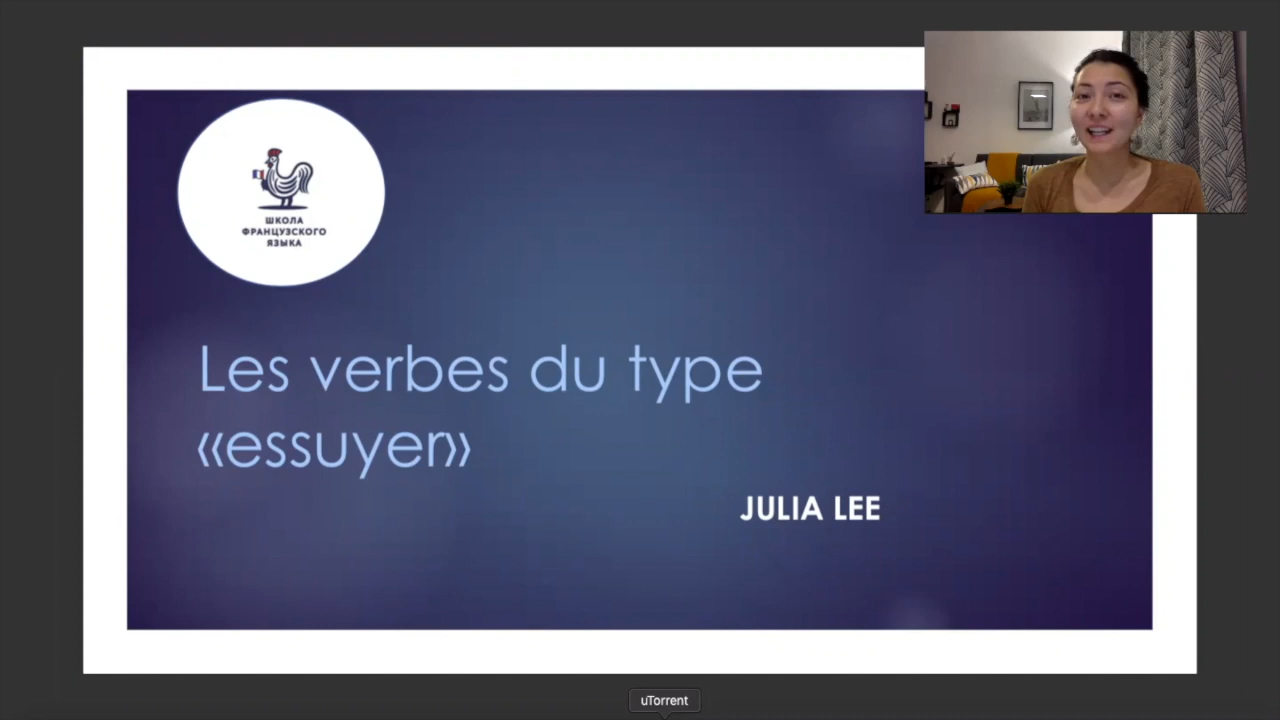 ШКОЛА
ФРАНЦУЗСКОГО
ЯЗЫКА
Les verbes du type
«essuyer»
JULIA LEE
uTorrent